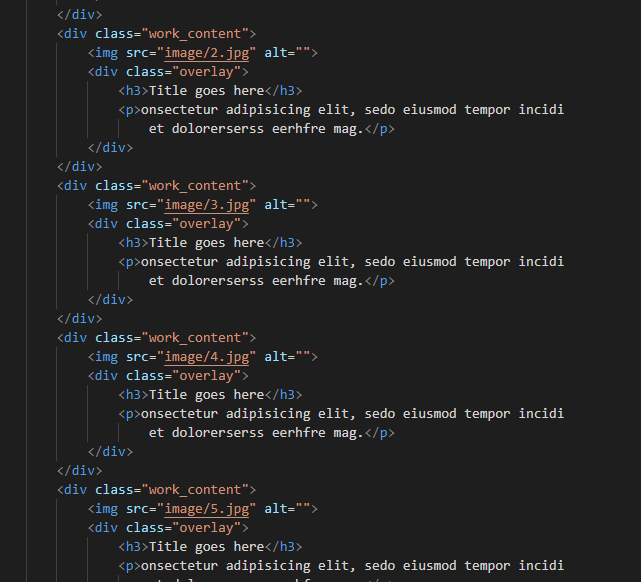 </div>
<div class="work_content">
<img src="image/2.jpg" alt="">
<div class="overlay">
<h3>Title goes here</h3>
<p>onsectetur adipisicing elit, sedo eiusmod tempor incidi
et dolorerserss eerhfre mag.</p>
</div>
</div>
<div class="work_content">
<img src="image/3.jpg" alt="">
<div class="overlay">
<h3>Title goes here</h3>
<p>onsectetur adipisicing elit, sedo eiusmod tempor incidi
et dolorerserss eerhfre mag.</p>
</div>
</div>
<div class="work_content">
<img src="image/4.jpg" alt="">
<div class="overlay">
<h3>Title goes here</h3>
<p>onsectetur adipisicing elit, sedo eiusmod tempor incidi
et dolorerserss eerhfre mag.</p>
</div>
</div>
<div class="work_content">
<img src="image/5.jpg" alt="">
<div class="overlay">
<h3>Title goes here</h3>
<p>onsectetur adipisicing elit, sedo eiusmod tempor incidi